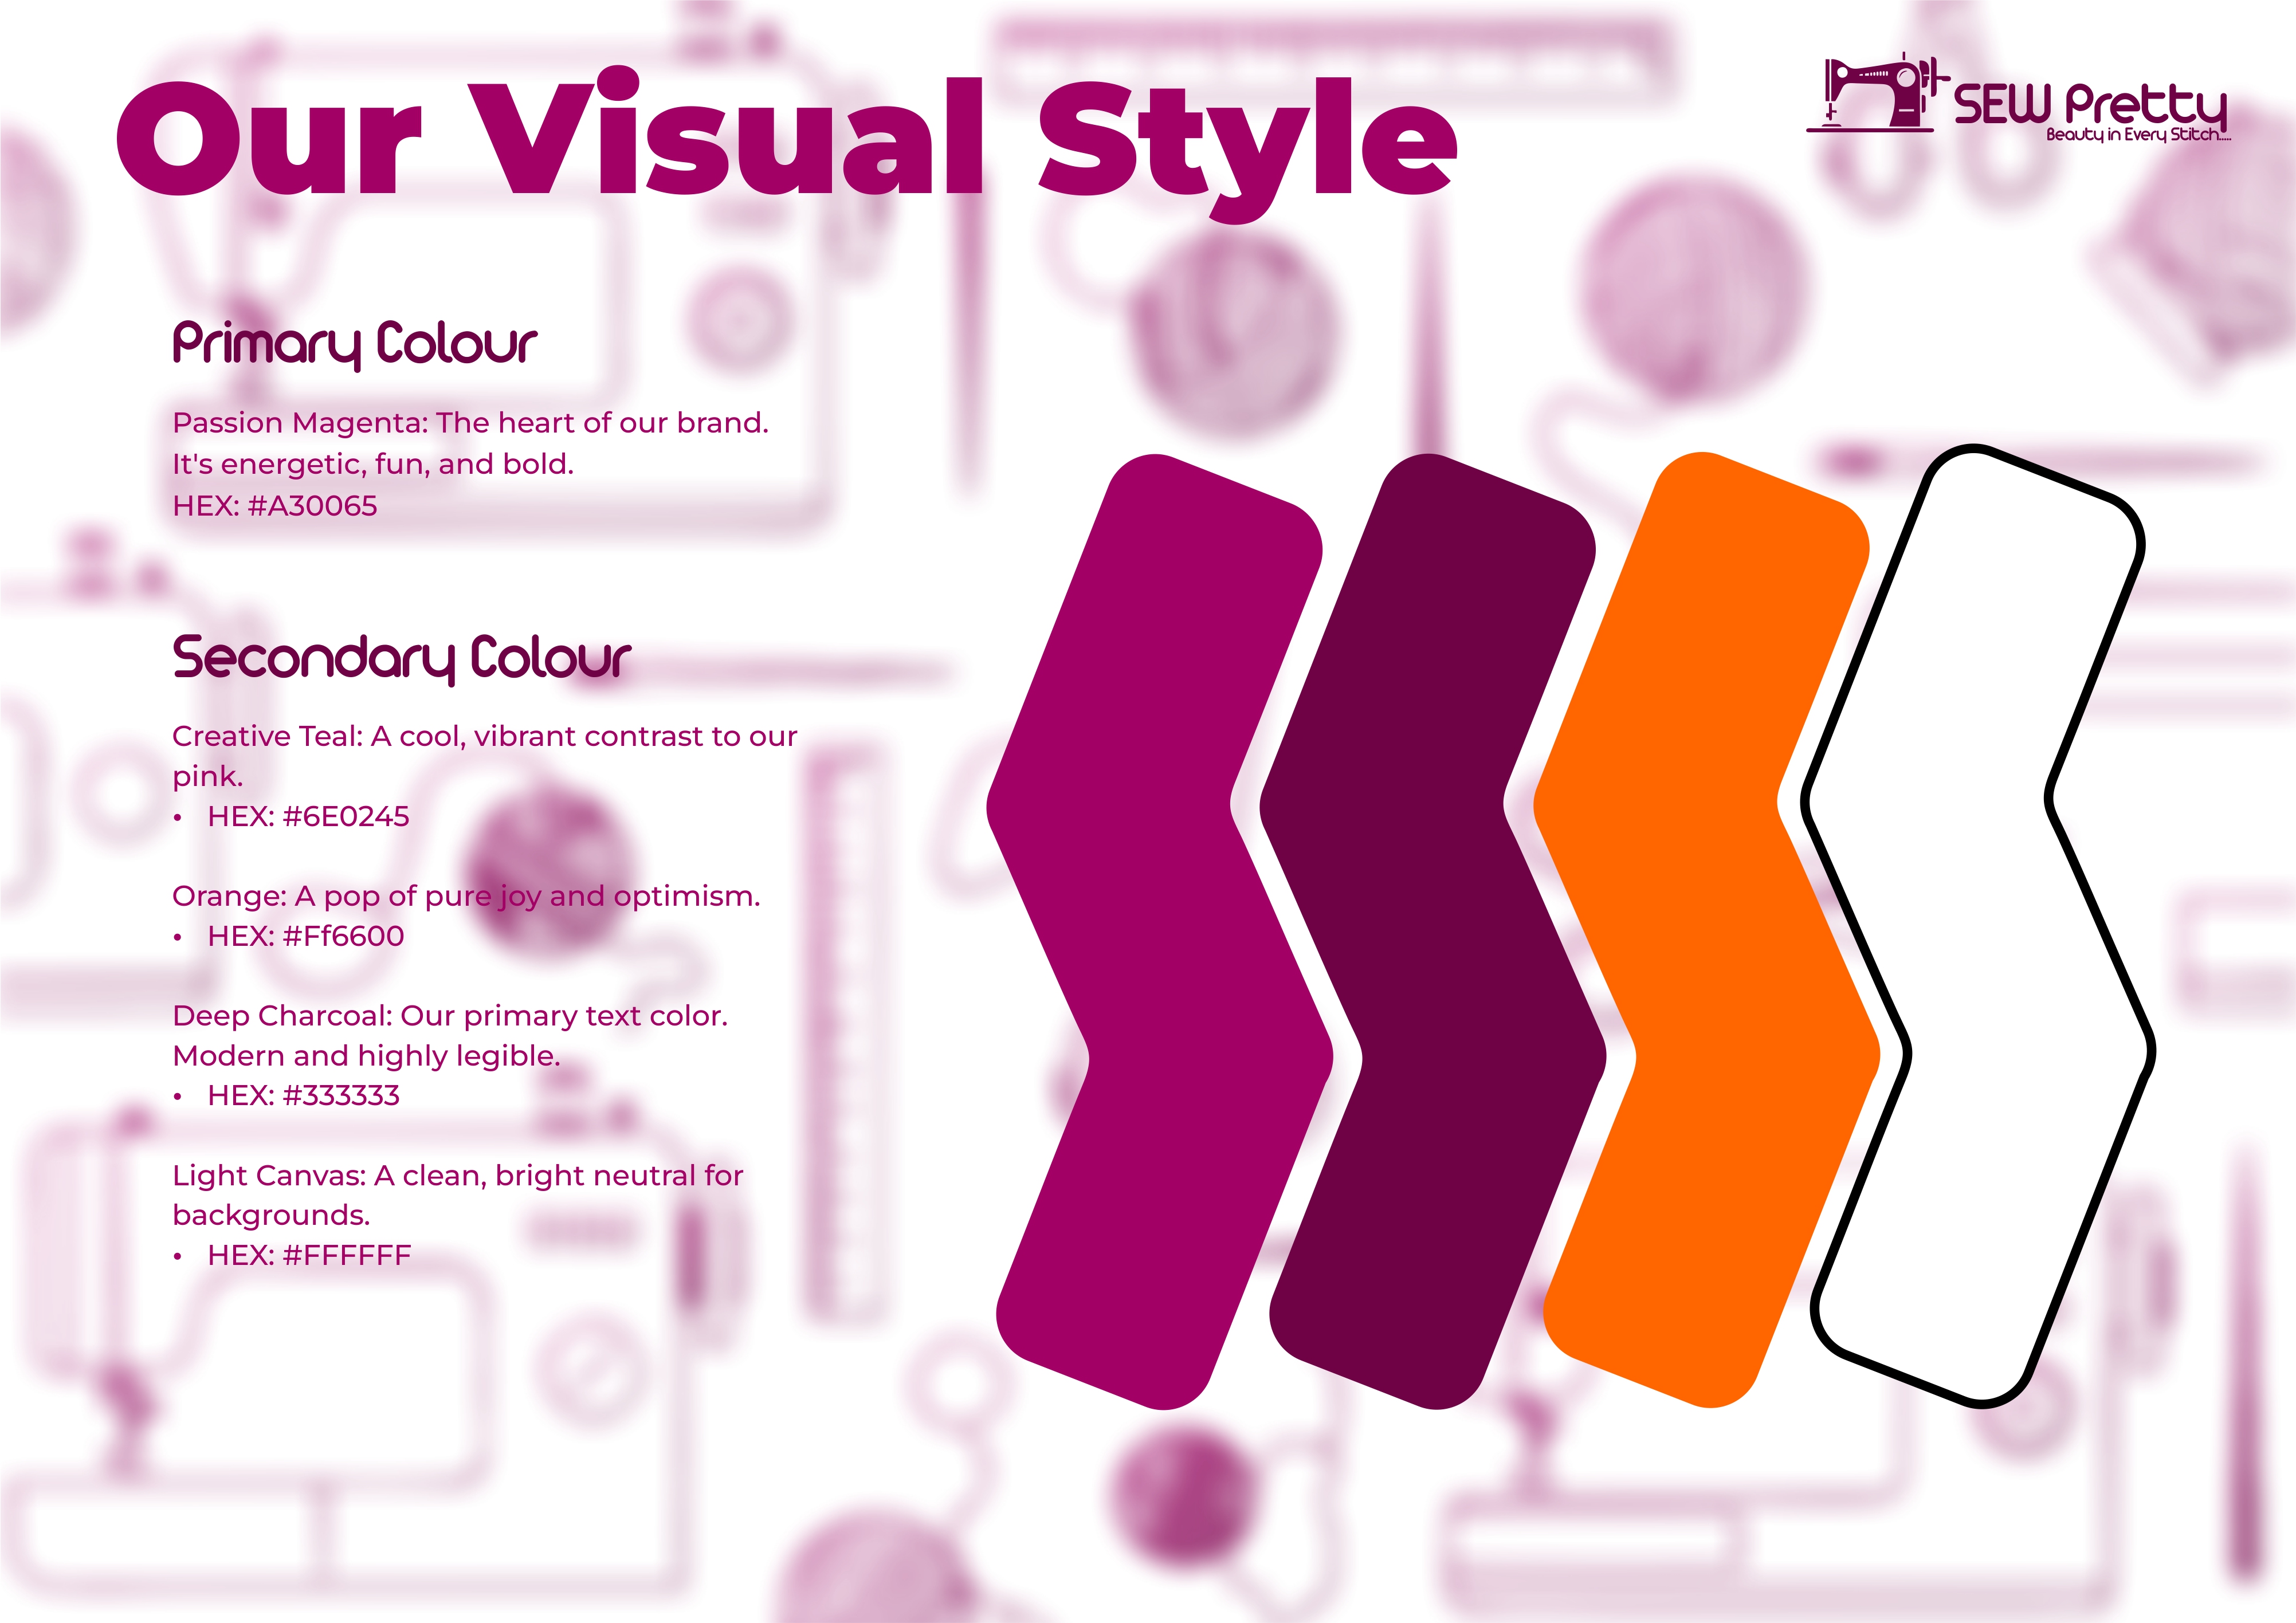 Our Visual Style
SEW Pretty
Beauty in Every Stitch.....
Primary Colour
Passion Magenta: The heart of our brand.
It's energetic, fun, and bold.
HEX: #A30065
Secondary Colour
Creative Teal: A cool, vibrant contrast to our
pink.
• HEX: #6E0245
Orange: A pop of pure joy and optimism.
• HEX: #Ff6600
Deep Charcoal: Our primary text color.
Modern and highly legible.
• HEX: #333333
Light Canvas: A clean, bright neutral for
backgrounds.
• HEX: #FFFFFF